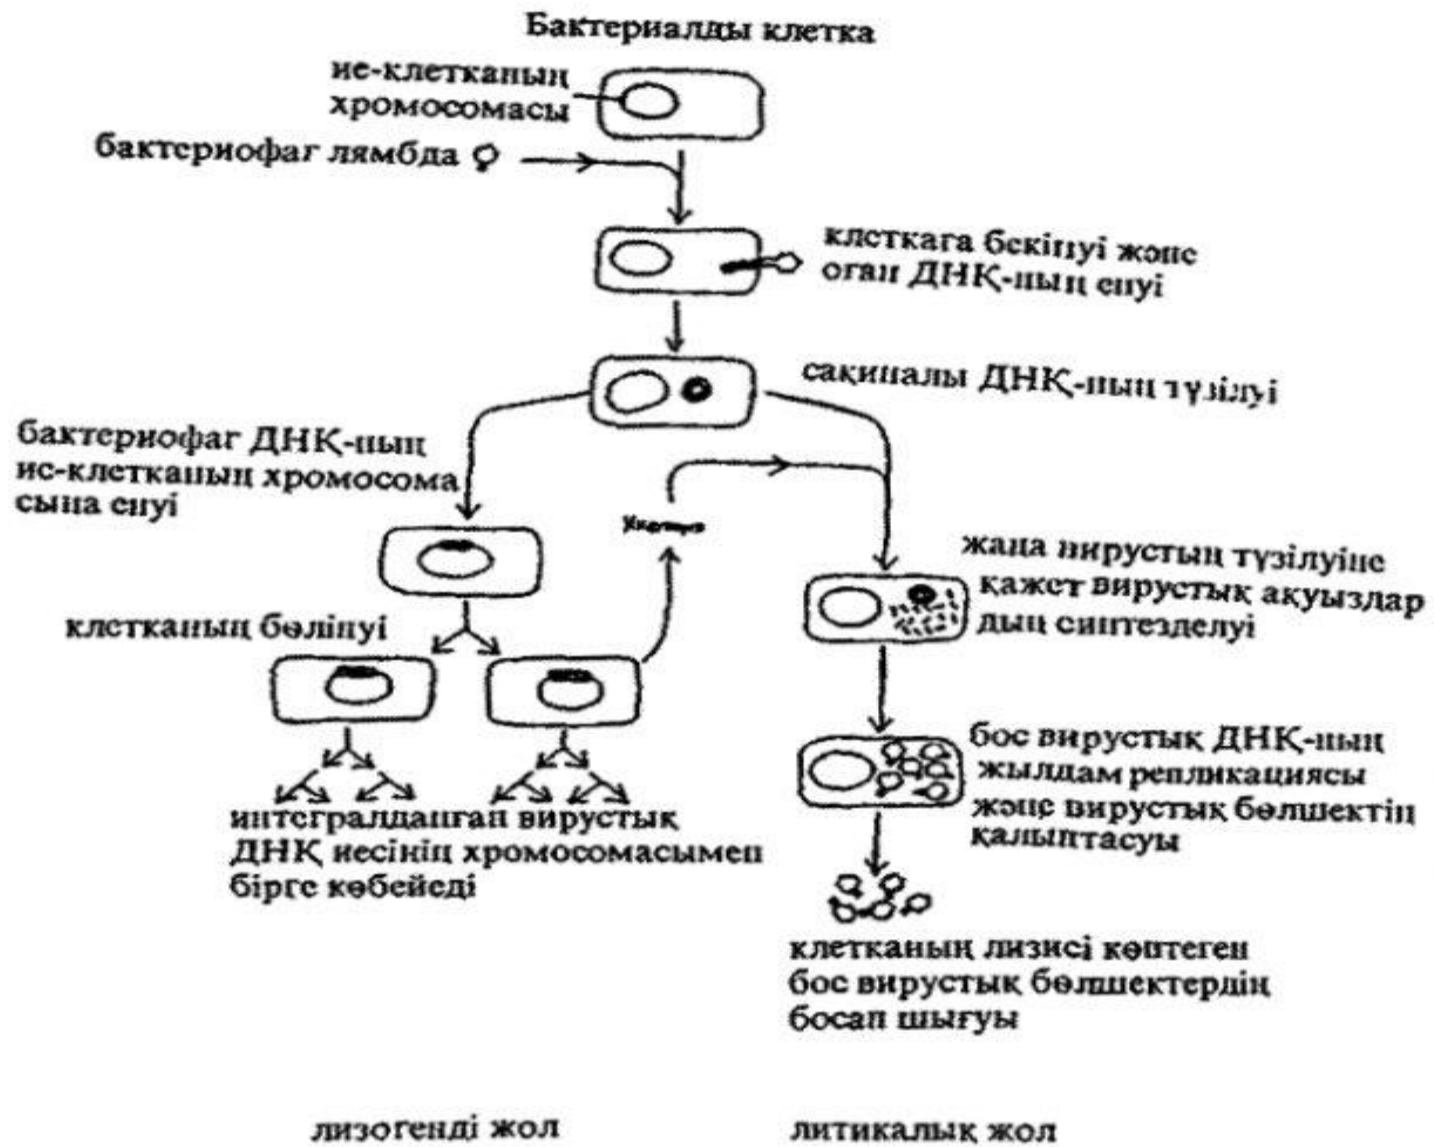 Бактериалды клетка
ие-клетканың
хромосомасы
бактериофаг лямбда
клеткага бекінуі және
оған ДНҚ-ның енуі
сақиналы ДНҚ-ның түзілуі
бактериофаг ДНҚ-ның
ие-клетканың хромосома
сына енуі
жаңа вирустың түзілуіне
қажет вирустық ақуызлар
дың синтезделуі
клетканың бөлінуі
бос вирустық ДНҚ-ның
жылдам репликациясы
және вирустық бөлшектің
қалыптасуы
интегралданған вирустық
ДНҚ иесінің хромосомасымен
бірге көбейеді
клетканың лизисі көптеген
бос вирустық бөлшектердің
босап шығуы
лизогенді жол
литикалық жол